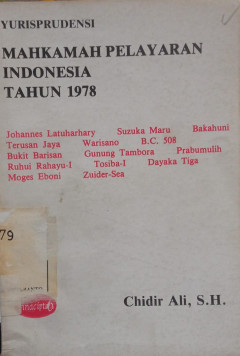 YURISPRUDENSI
MAHKAMAH PELAYARAN
INDONESIA
TAHUN 1978
Johannes Latuharhary Suzuka Maru Bakahuni
Terusan Jaya Warisano B.C. 508
Bukit Barisan Gunung Tambora Prabumulih
Ruhui Rahayu-I Tosiba-I Dayaka Tiga
Moges Eboni Zuider-Sea
79
Chidir Ali, S.H.